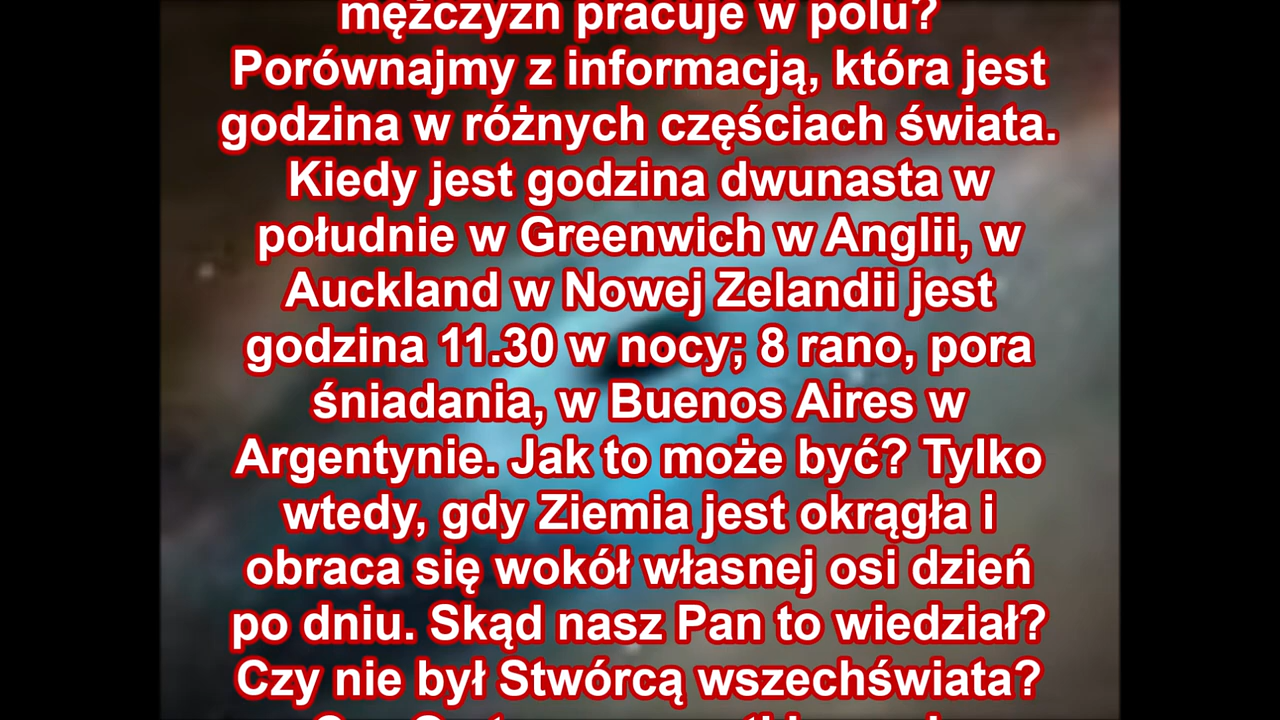 mężczyzn pracuje w polu?
Porównajmy z informacją, która jest
godzina w różnych częściach świata.
Kiedy jest godzina dwunasta w
południe w Greenwich w Anglii, w
Auckland w Nowej Zelandii jest
godzina 11.30 w nocy; 8 rano, pora
śniadania, w Buenos Aires w
Argentynie. Jak to może być? Tylko
wtedy, gdy Ziemia jest okrągła i
obraca się wokół własnej osi dzień
po dniu. Skąd nasz Pan to wiedział?
Czy nie był Stwórcą wszechświata?